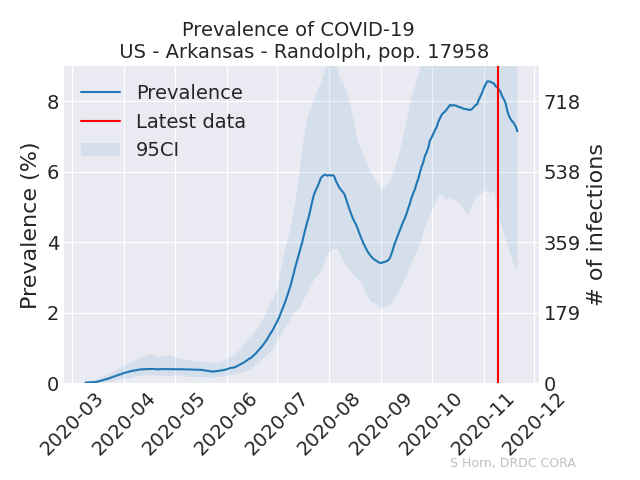 Prevalence of COVID-19
US - Arkansas - Randolph, pop. 17958
Prevalence
Latest data
95CI
Prevalence (%)
8
6
4
2
0
# of infections
718
538
359
179
0
2020-03
2020-04
2020-05
2020-06
2020-07
2020-08
2020-09
2020-10
2020-11
2020-12
S Horn, DRDC CORA